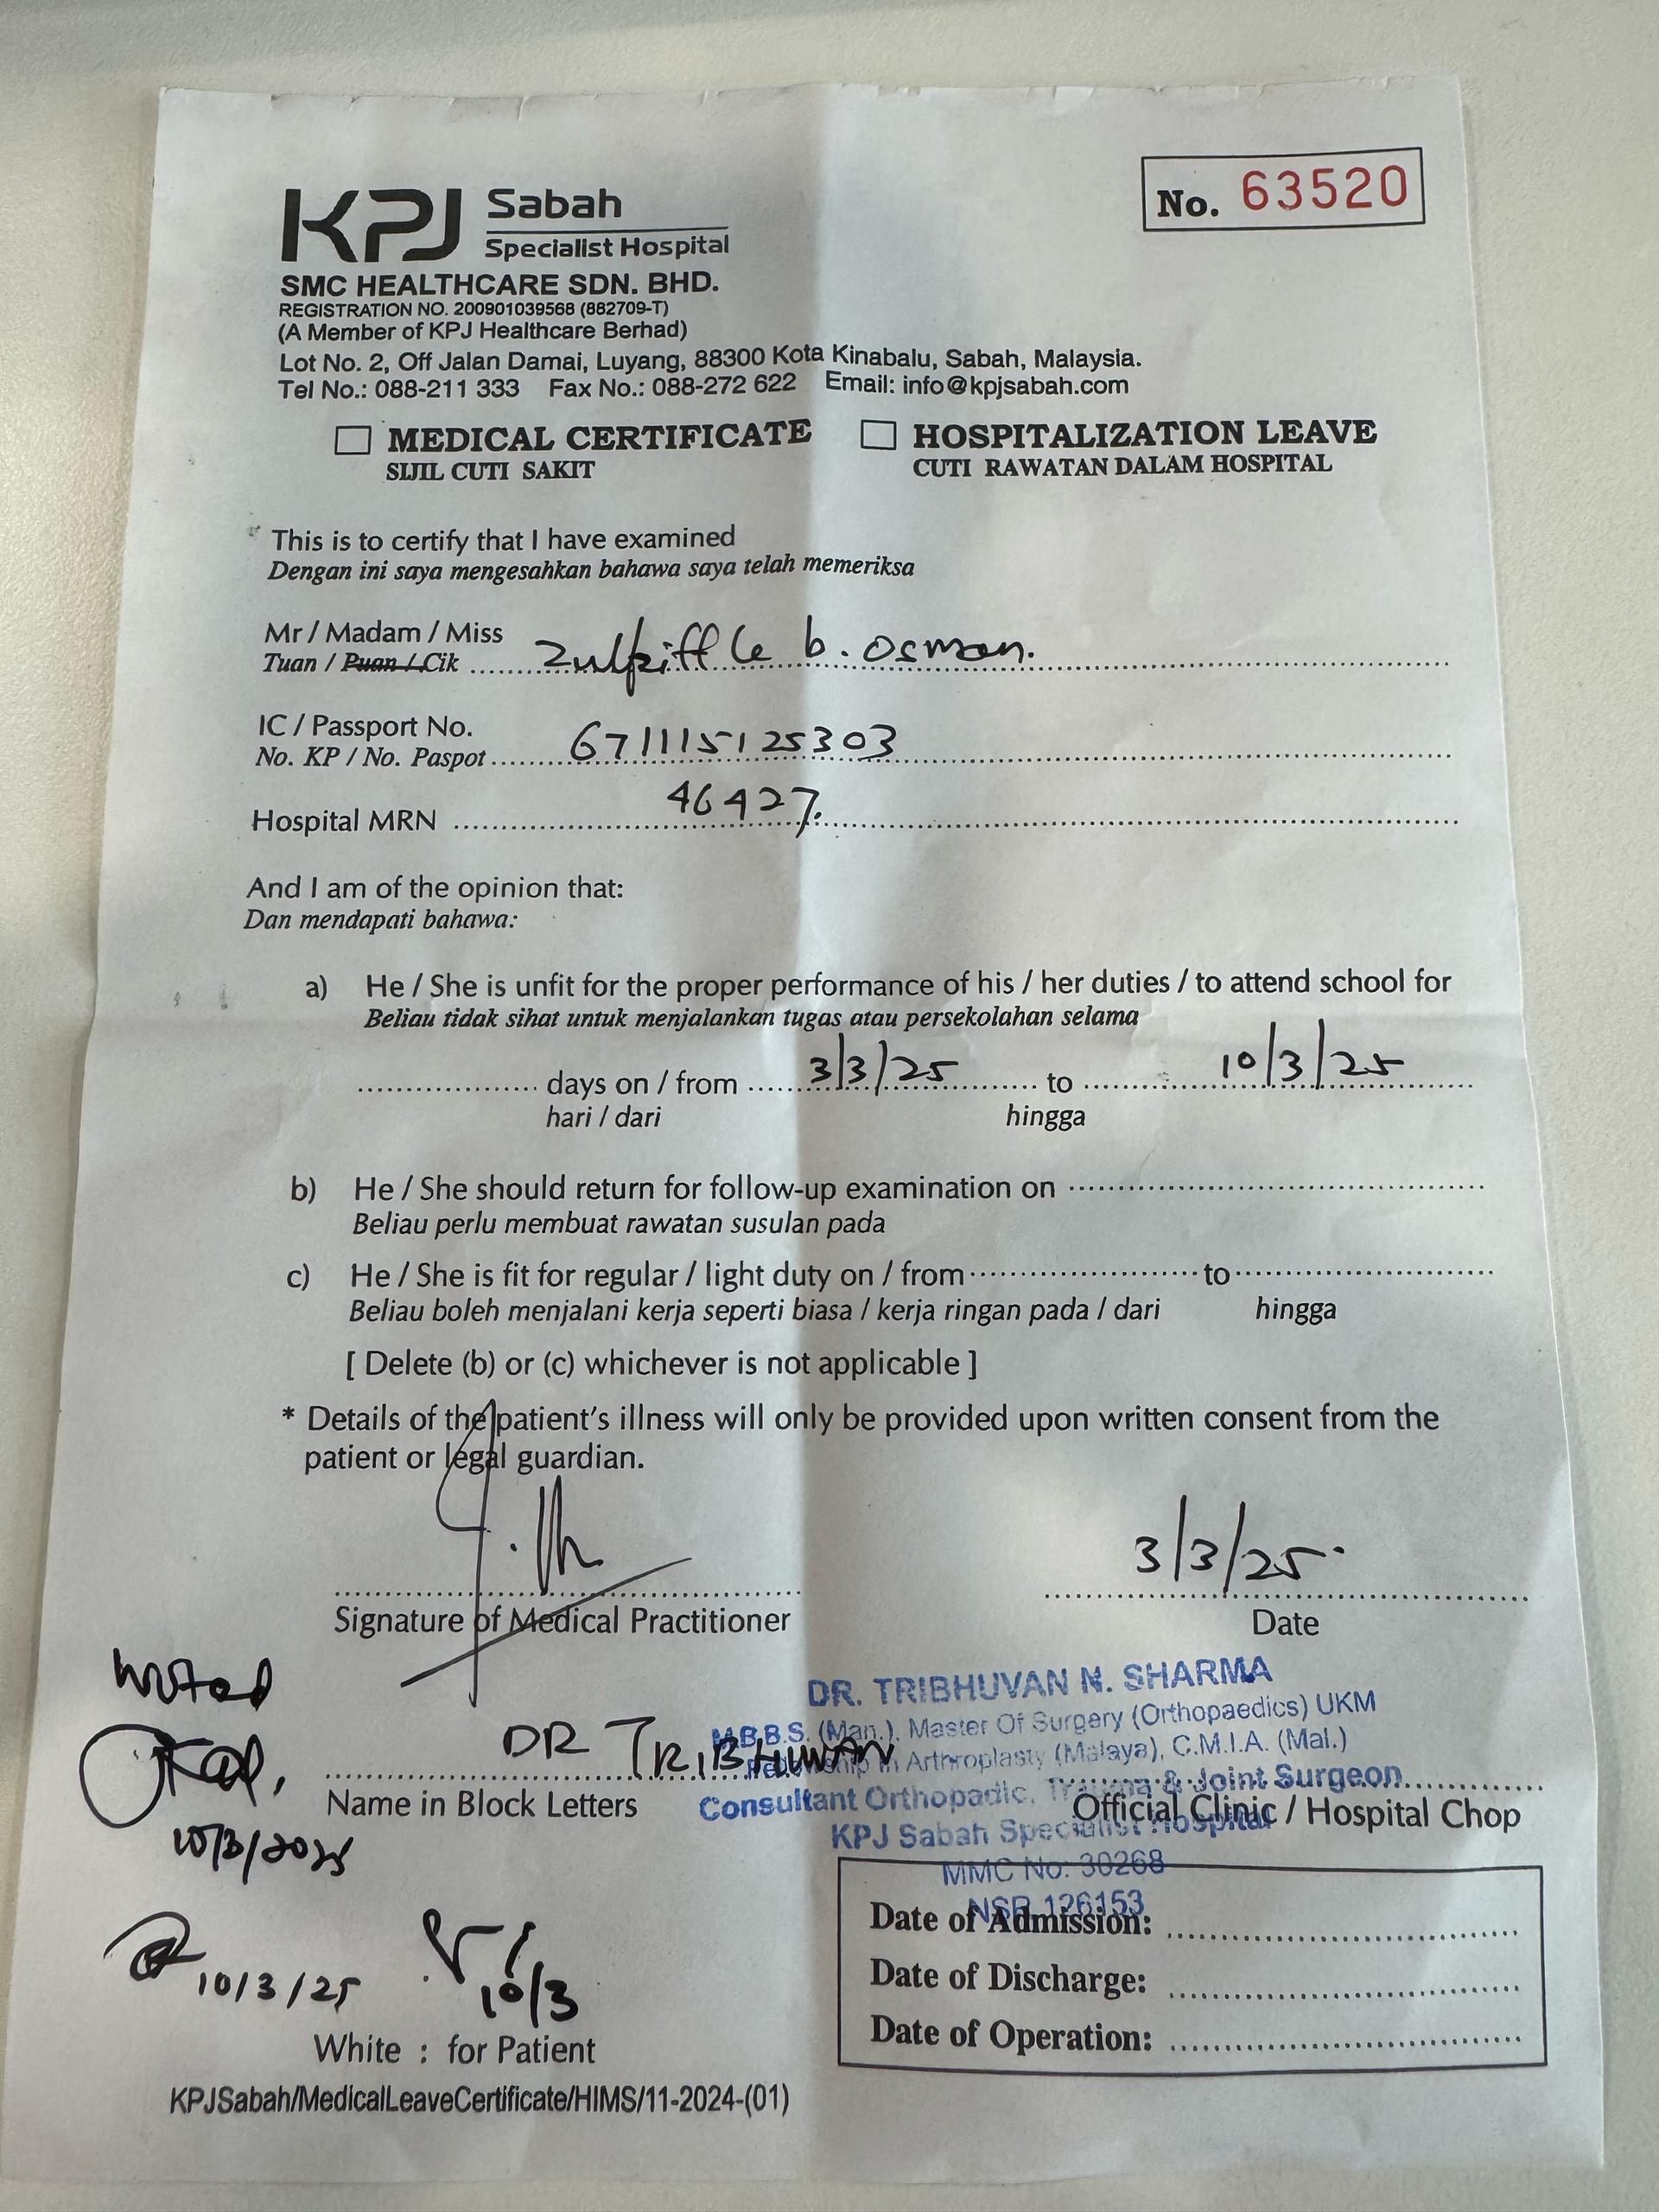 KPJ Sabah
Specialist Hospital
No. 63520
SMC HEALTHCARE SDN. BHD.
REGISTRATION NO. 200901039568 (882709-T)
(A Member of KPJ Healthcare Berhad)
Lot No. 2, Off Jalan Damai, Luyang, 88300 Kota Kinabalu, Sabah, Malaysia.
Tel No.: 088-211 333 Fax No.: 088-272 622 Email: info@kpjsabah.com
MEDICAL CERTIFICATE HOSPITALIZATION LEAVE
SIJIL CUTI SAKIT CUTI RAWATAN DALAM HOSPITAL
This is to certify that I have examined
Dengan ini saya mengesahkan bahawa saya telah memeriksa
Mr / Madam / Miss
Tuan / Puan / Cik Zulkiffle b. Osman.
IC / Passport No.
No. KP / No. Paspot 671115125303
Hospital MRN 46427.
And I am of the opinion that:
Dan mendapati bahawa:
a) He / She is unfit for the proper performance of his / her duties / to attend school for
Beliau tidak sihat untuk menjalankan tugas atau persekolahan selama
days on / from 3/3/25 to 10/3/25
hari / dari hingga
b) He / She should return for follow-up examination on
Beliau perlu membuat rawatan susulan pada
c) He / She is fit for regular / light duty on / from to
Beliau boleh menjalani kerja seperti biasa / kerja ringan pada / dari hingga
[ Delete (b) or (c) whichever is not applicable ]
* Details of the patient's illness will only be provided upon written consent from the
patient or legal guardian.
3/3/25
Signature of Medical Practitioner Date
DR. TRIBHUVAN N. SHARMA
M.B.B.S. (Man.), Master Of Surgery (Orthopaedics) UKM
Fellowship in Arthroplasty (Malaya), C.M.I.A. (Mal.)
Consultant Orthopadic, Trauma & Joint Surgeon
KPJ Sabah Specialist Hospital
MMC No: 30268
NSR 126153
DR TRIBHUWAN
Name in Block Letters Official Clinic / Hospital Chop
10/3/2025
10/3/25 10/3
Date of Admission:
Date of Discharge:
Date of Operation:
White : for Patient
KPJSabah/MedicalLeaveCertificate/HIMS/11-2024-(01)